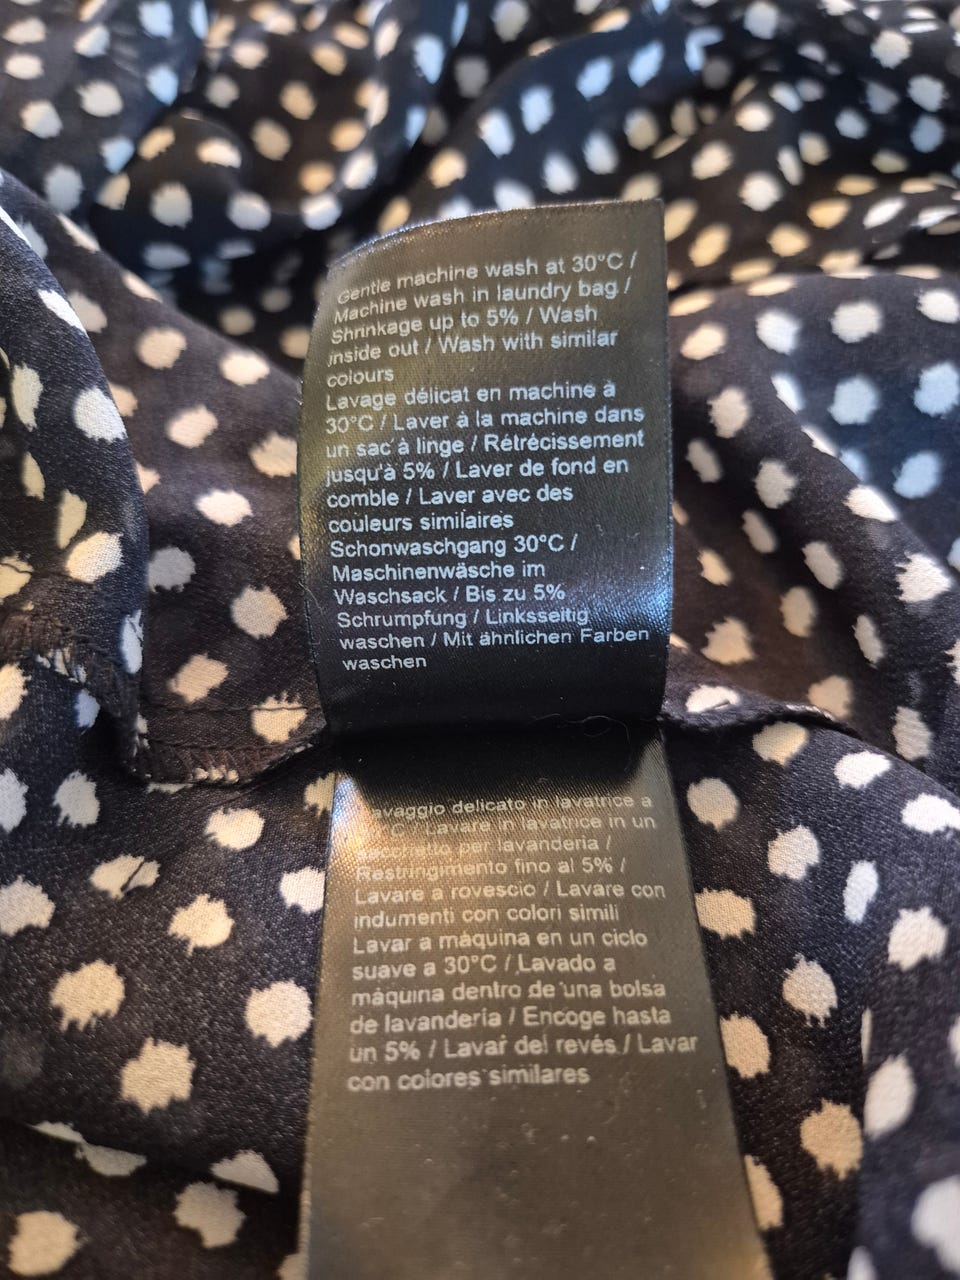 Gentle machine wash at 30°C /
Machine wash in laundry bag /
Shrinkage up to 5% / Wash
inside out / Wash with similar
colours
Lavage délicat en machine à
30°C / Laver à la machine dans
un sac à linge / Rétrécissement
jusqu'à 5% / Laver de fond en
comble / Laver avec des
couleurs similaires
Schonwaschgang 30°C /
Maschinenwäsche im
Waschsack / Bis zu 5%
Schrumpfung / Linksseitig
waschen / Mit ähnlichen Farben
waschen
Lavaggio delicato in lavatrice a
30°C / Lavare in lavatrice in un
sacchetto per lavanderia /
Restringimento fino al 5% /
Lavare a rovescio / Lavare con
indumenti con colori simili
Lavar a máquina en un ciclo
suave a 30°C / Lavado a
máquina dentro de una bolsa
de lavandería / Encoge hasta
un 5% / Lavar del revés / Lavar
con colores similares